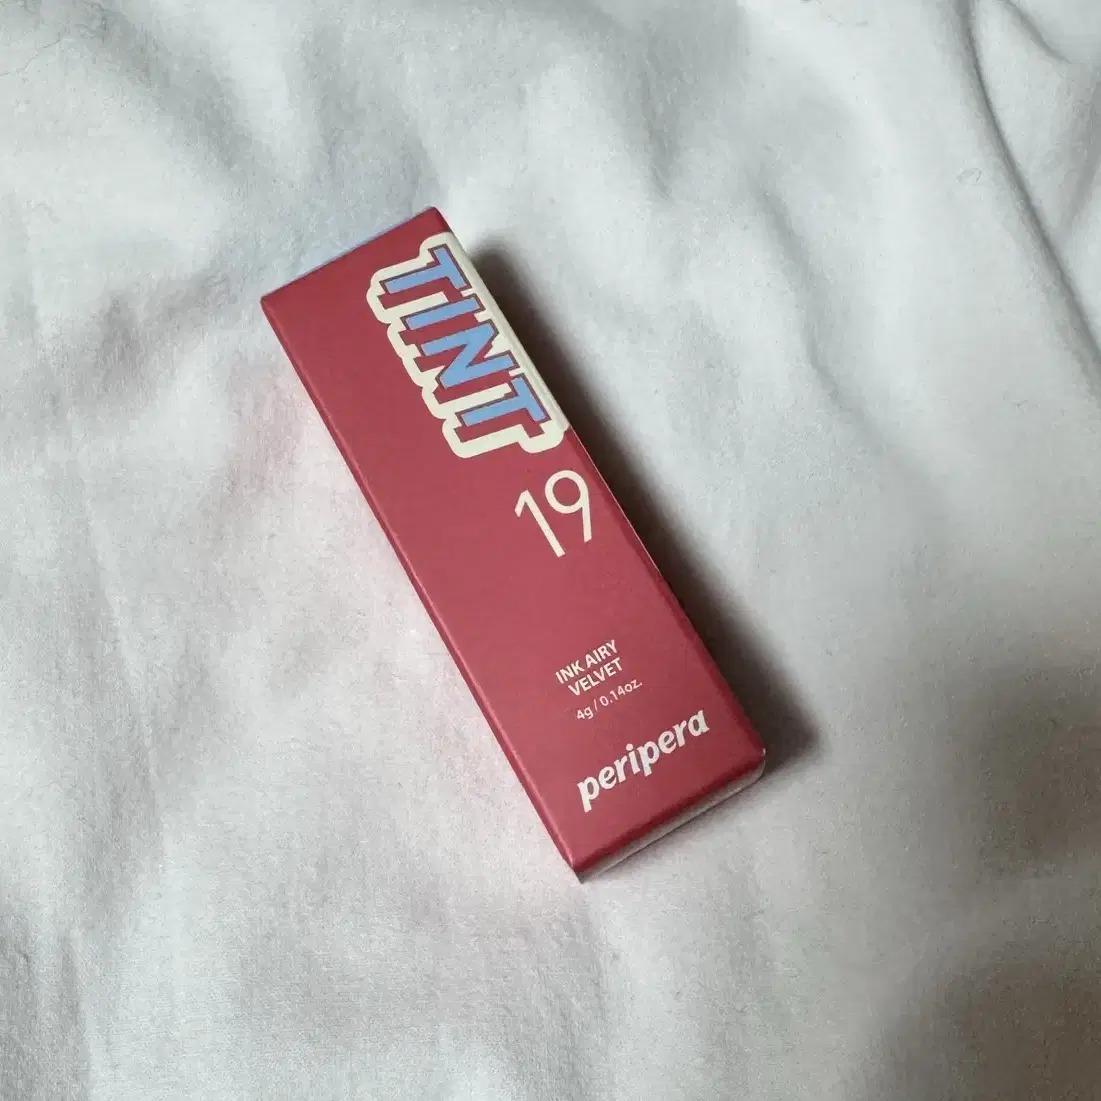 TINT
19
INK AIRY
VELVET
4g / 0.14oz.
peripera